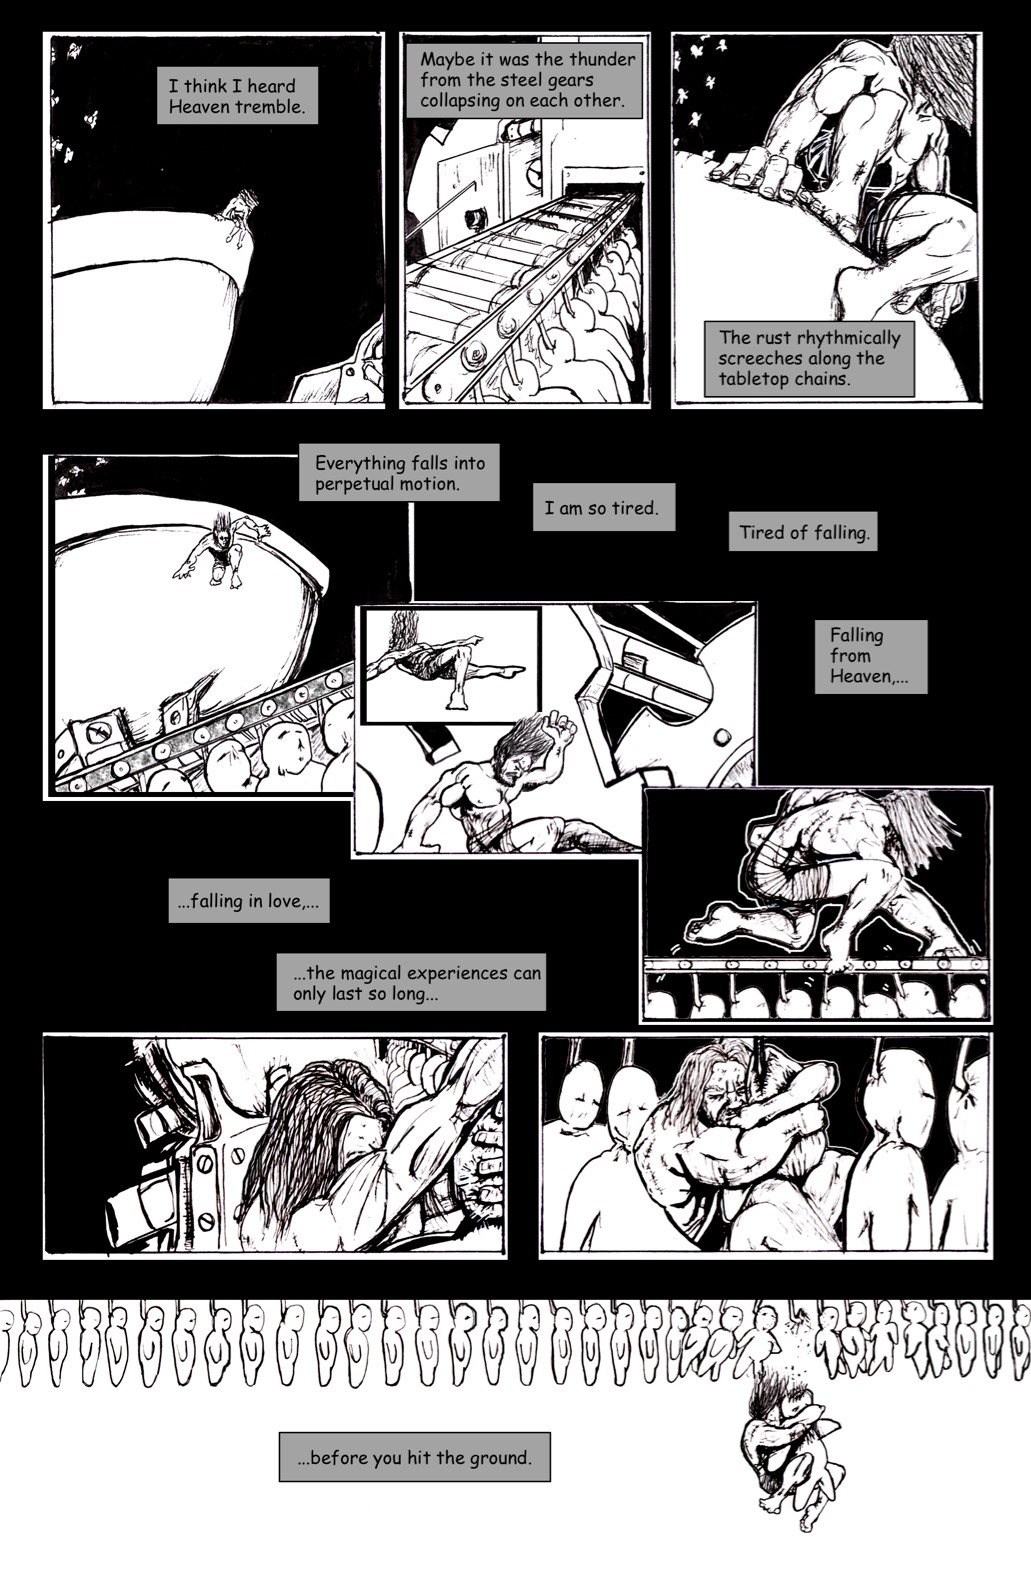 I think I heard
Heaven tremble.
Maybe it was the thunder
from the steel gears
collapsing on each other.
The rust rhythmically
screeches along the
tabletop chains.
Everything falls into
perpetual motion.
I am so tired.
Tired of falling.
Falling
from
Heaven,...
...falling in love,...
...the magical experiences can
only last so long...
...before you hit the ground.